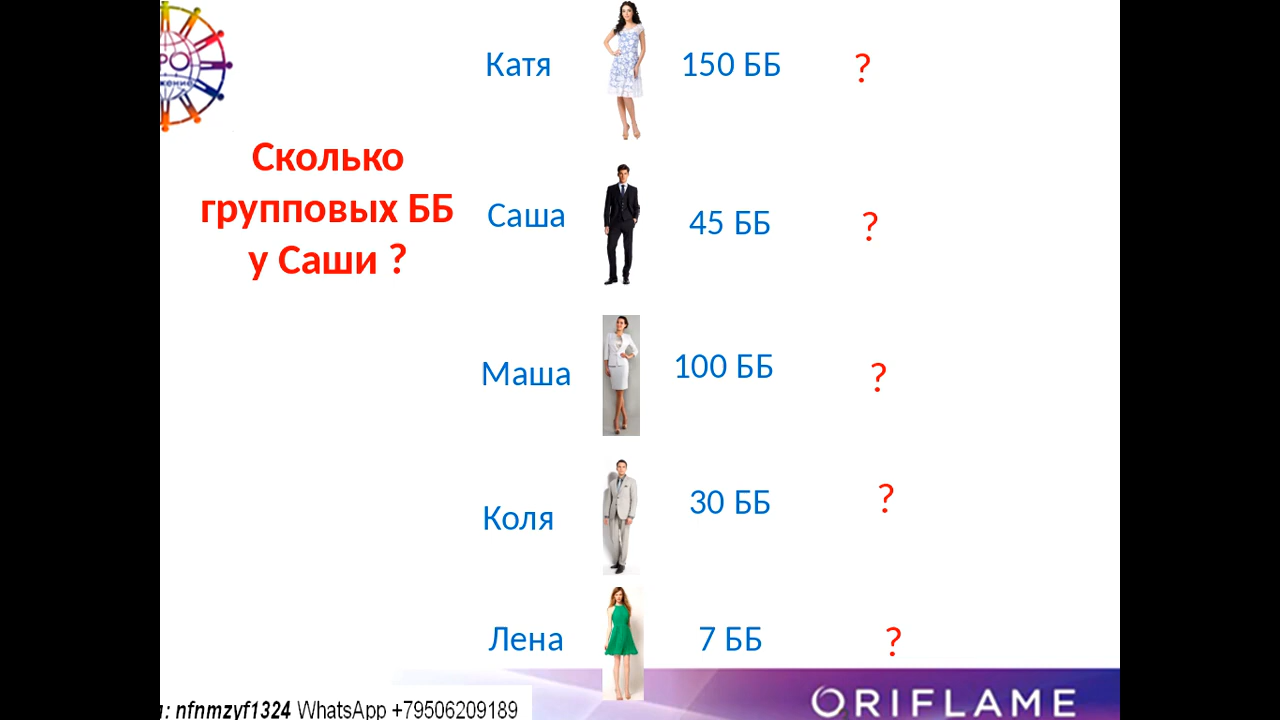 Катя
150 ББ
?
Сколько
групповых ББ
у Саши ?
Саша
45 ББ
?
Маша
100 ББ
?
Коля
30 ББ
?
Лена
7 ББ
?
nfnmzyf1324 WhatsApp +79506209189
ORIFLAME